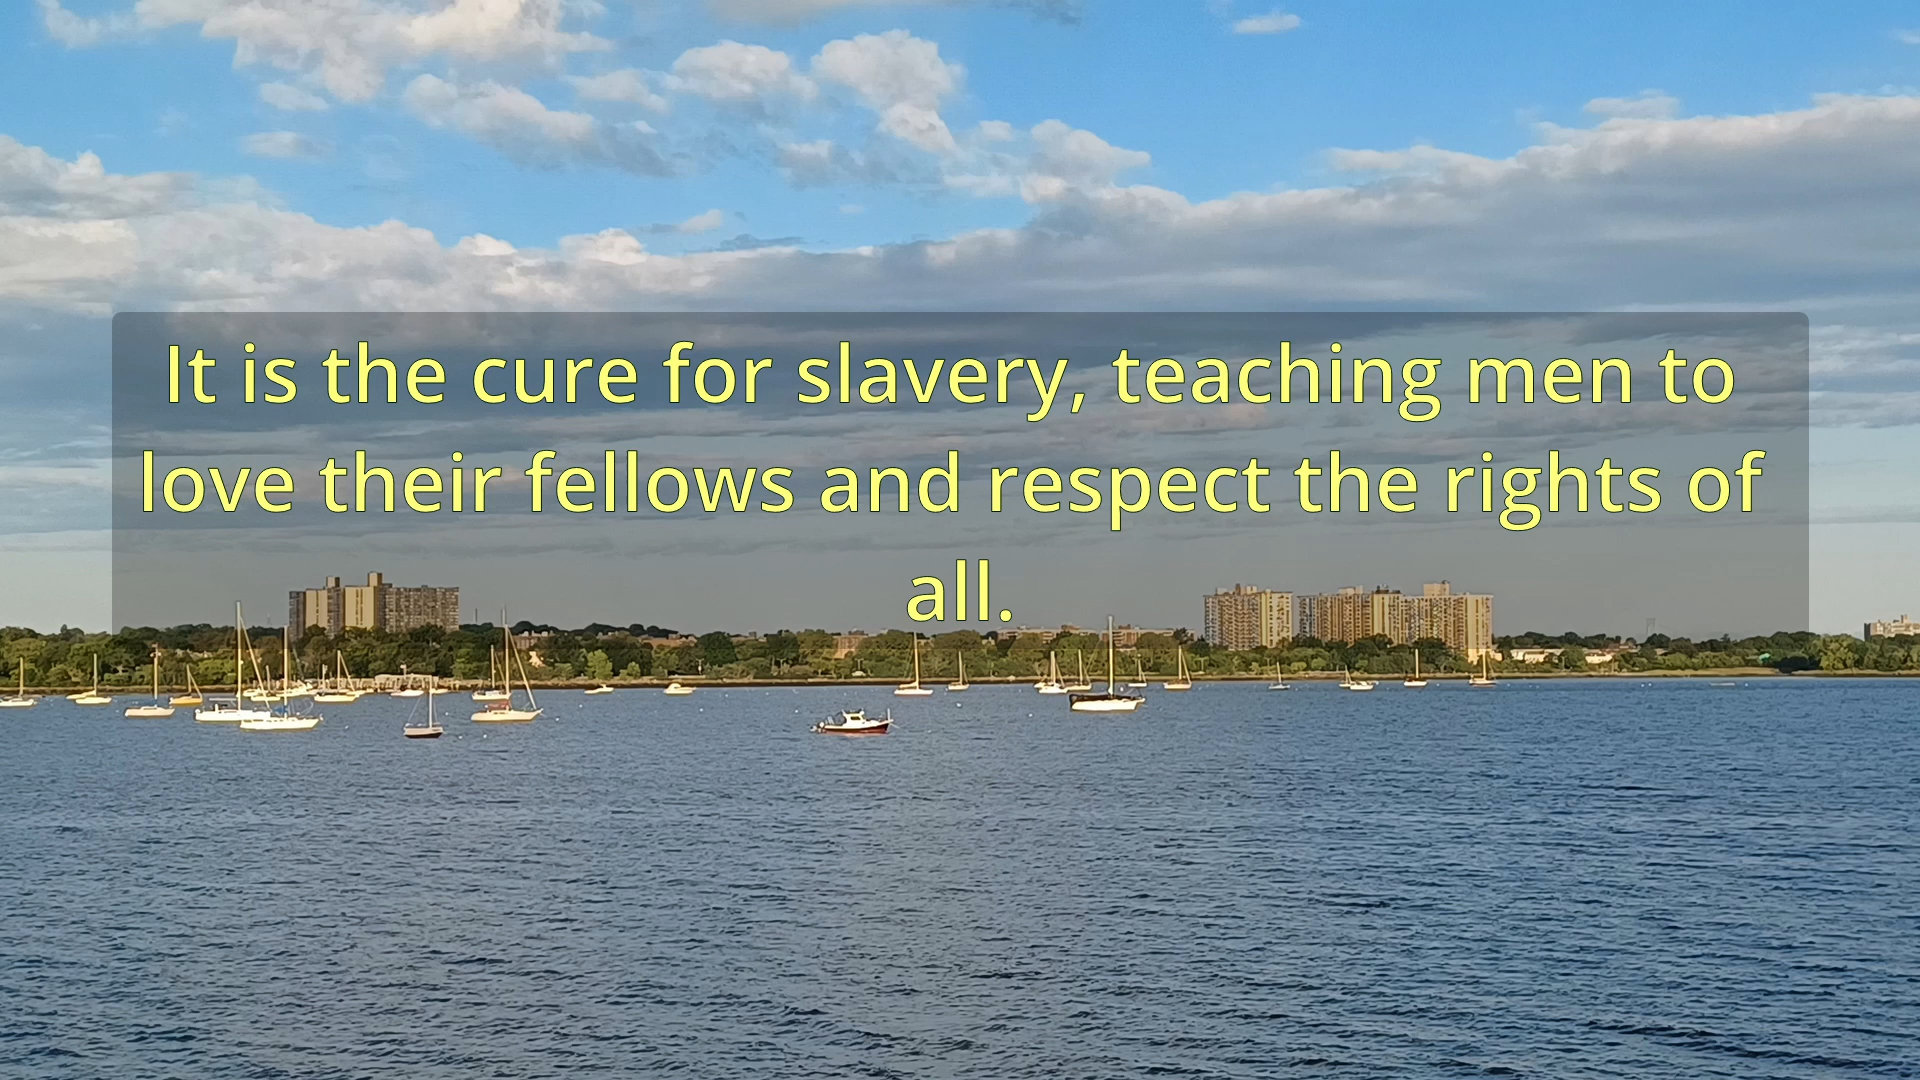 It is the cure for slavery, teaching men to
love their fellows and respect the rights of
all.